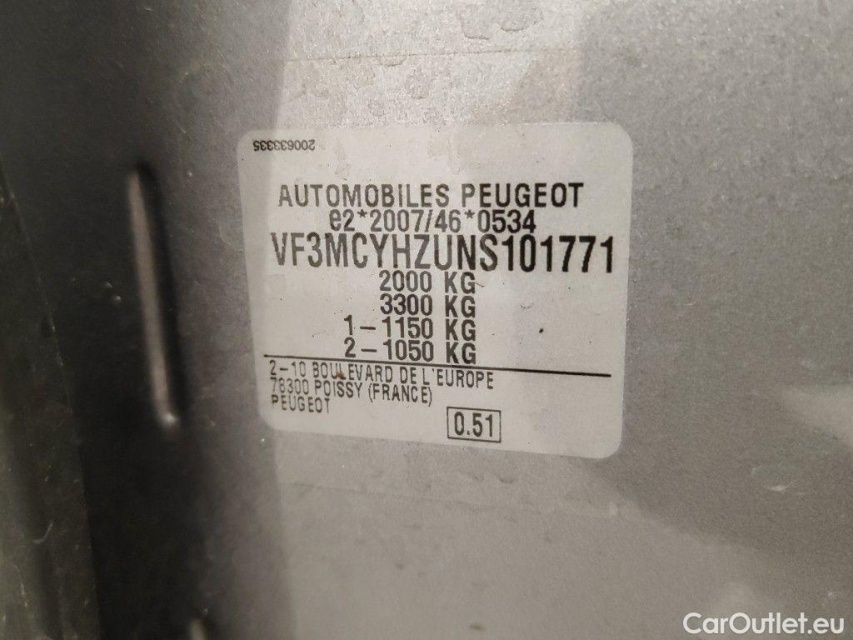 200633335
AUTOMOBILES PEUGEOT
e2*2007/46*0534
VF3MCYHZUNS101771
2000 KG
3300 KG
1-1150 KG
2-1050 KG
2-10 BOULEVARD DE L'EUROPE
78300 POISSY (FRANCE)
PEUGEOT
0.51
CarOutlet.eu